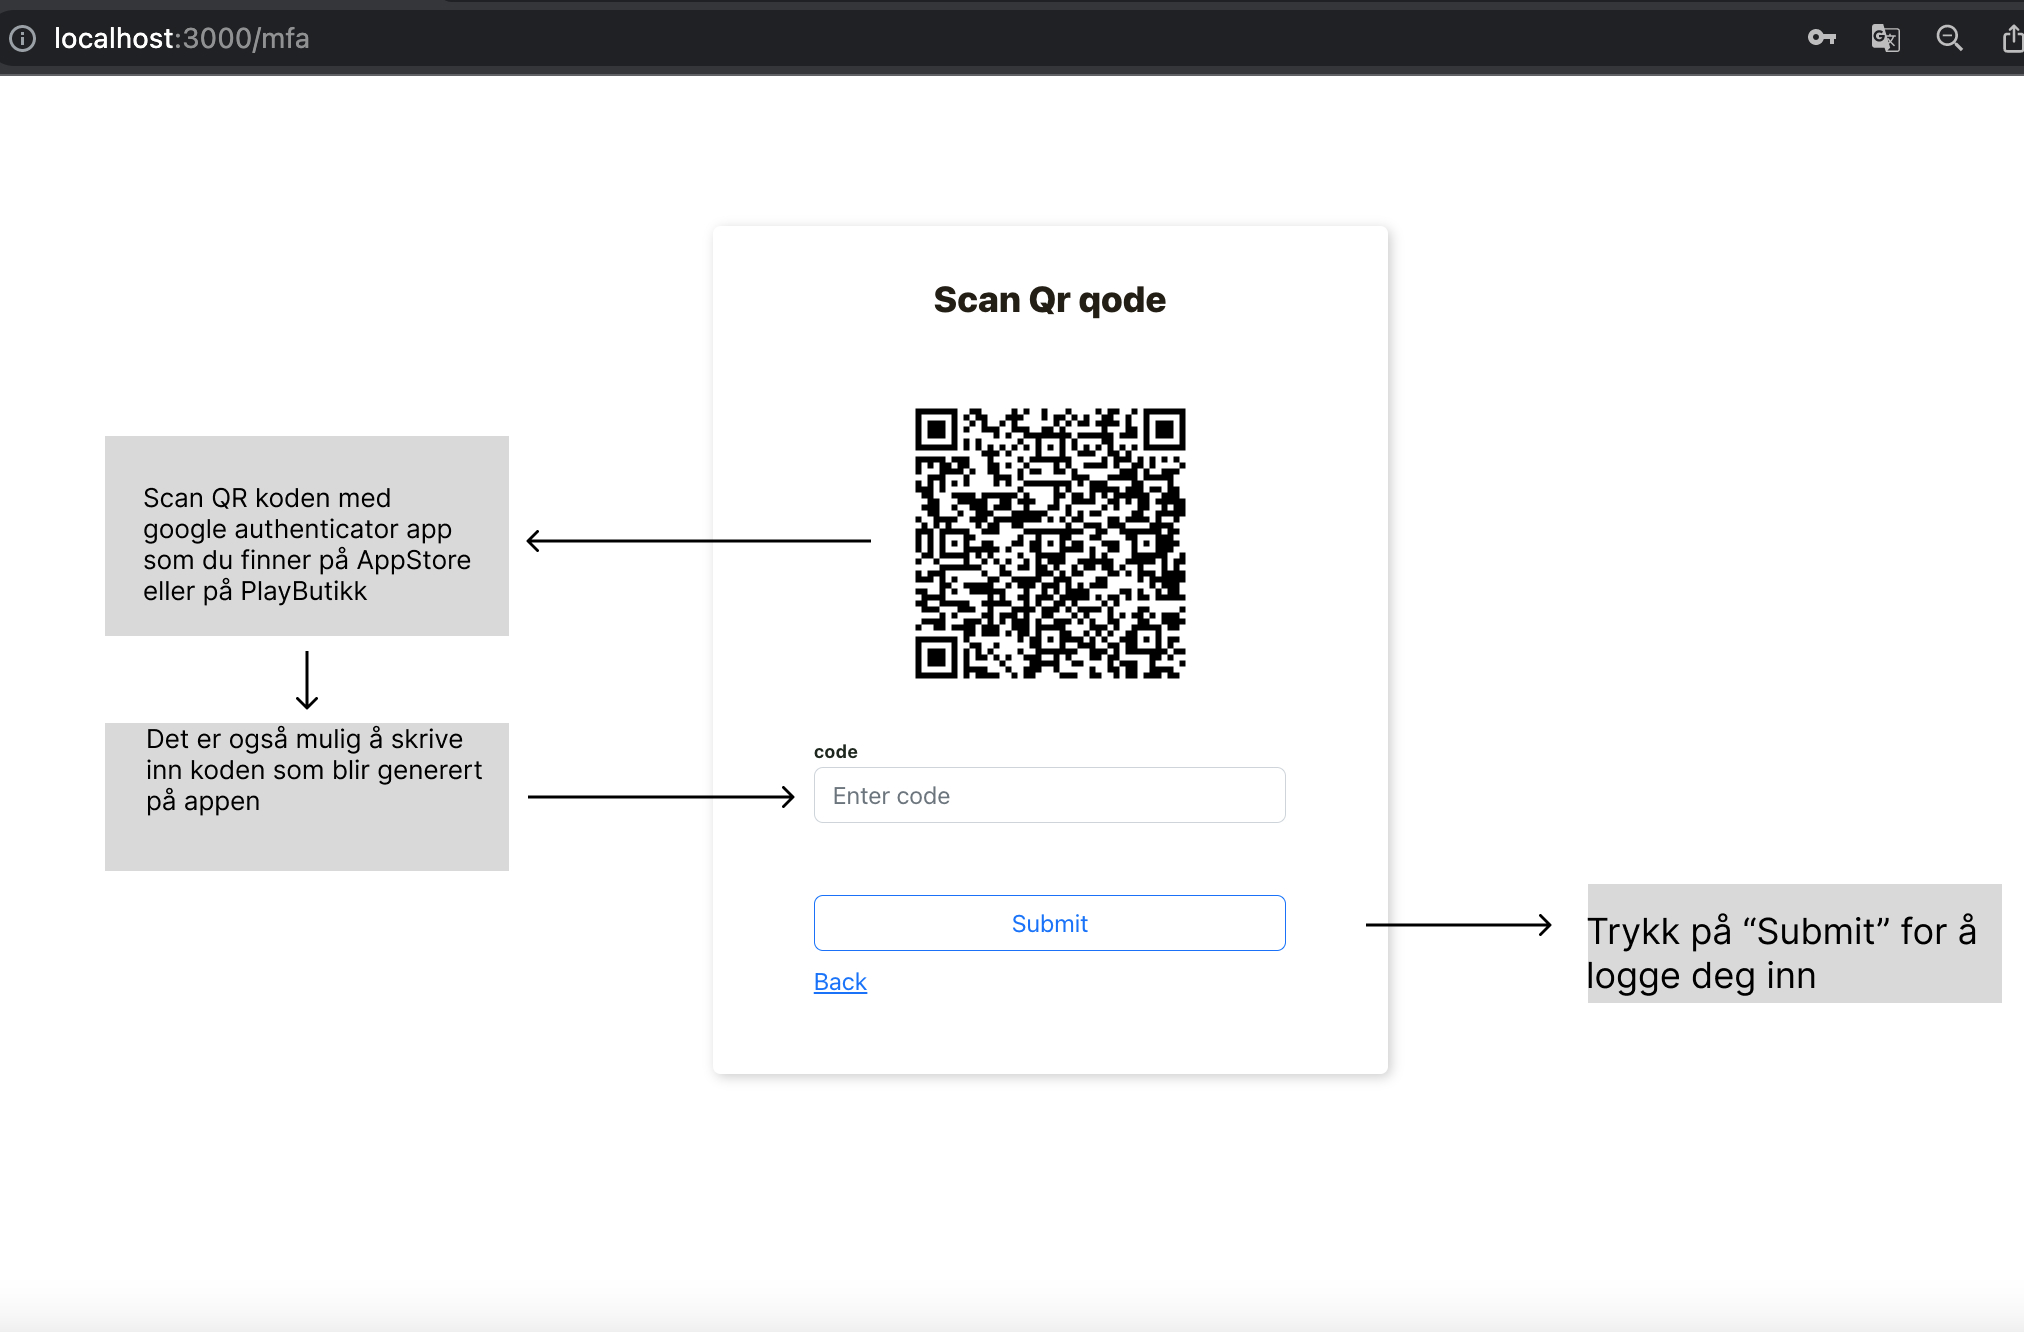 localhost:3000/mfa
Scan Qr qode
Scan QR koden med
google authenticator app
som du finner på AppStore
eller på PlayButikk
Det er også mulig å skrive
inn koden som blir generert
på appen
code
Enter code
Submit
Back
Trykk på “Submit” for å
logge deg inn